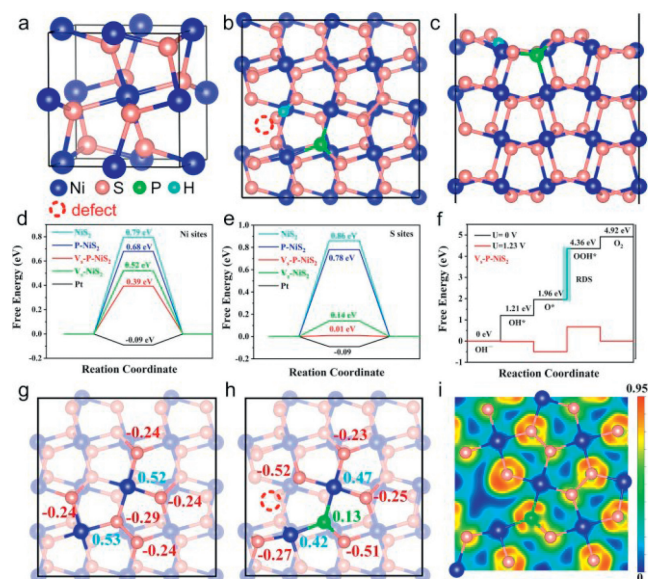 a
b
c
Ni S P H
defect
d
e
f
NiS₂
P-NiS₂
Vₛ-P-NiS₂
Vₛ-NiS₂
Pt
0.79 eV
0.68 eV
0.52 eV
0.39 eV
-0.09 eV
Ni sites
Free Energy (eV)
0.8
0.6
0.4
0.2
0.0
-0.2
Reation Coordinate
NiS₂
P-NiS₂
Vₛ-P-NiS₂
Vₛ-NiS₂
Pt
0.86 eV
0.78 eV
0.14 eV
0.01 eV
-0.09
S sites
Free Energy (eV)
0.8
0.6
0.4
0.2
0.0
-0.2
Reation Coordinate
U= 0 V
U=1.23 V
Vₛ-P-NiS₂
4.92 eV
O₂
4.36 eV
OOH*
RDS
1.96 eV
O*
1.21 eV
OH*
0 eV
OH⁻
Free Energy (eV)
5
4
3
2
1
0
-1
Reaction Coordinate
g
-0.24
0.52
-0.24
-0.24
-0.29
0.53
-0.24
h
-0.23
-0.52
0.47
-0.25
0.13
0.42
-0.27
-0.51
i
0.95
0